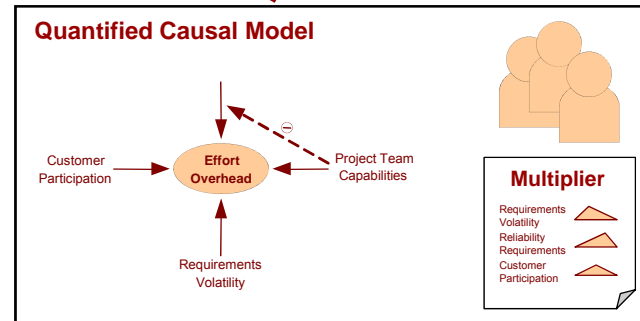 Quantified Causal Model
Customer
Participation
Effort
Overhead
Project Team
Capabilities
Requirements
Volatility
Multiplier
Requirements
Volatility
Reliability
Requirements
Customer
Participation